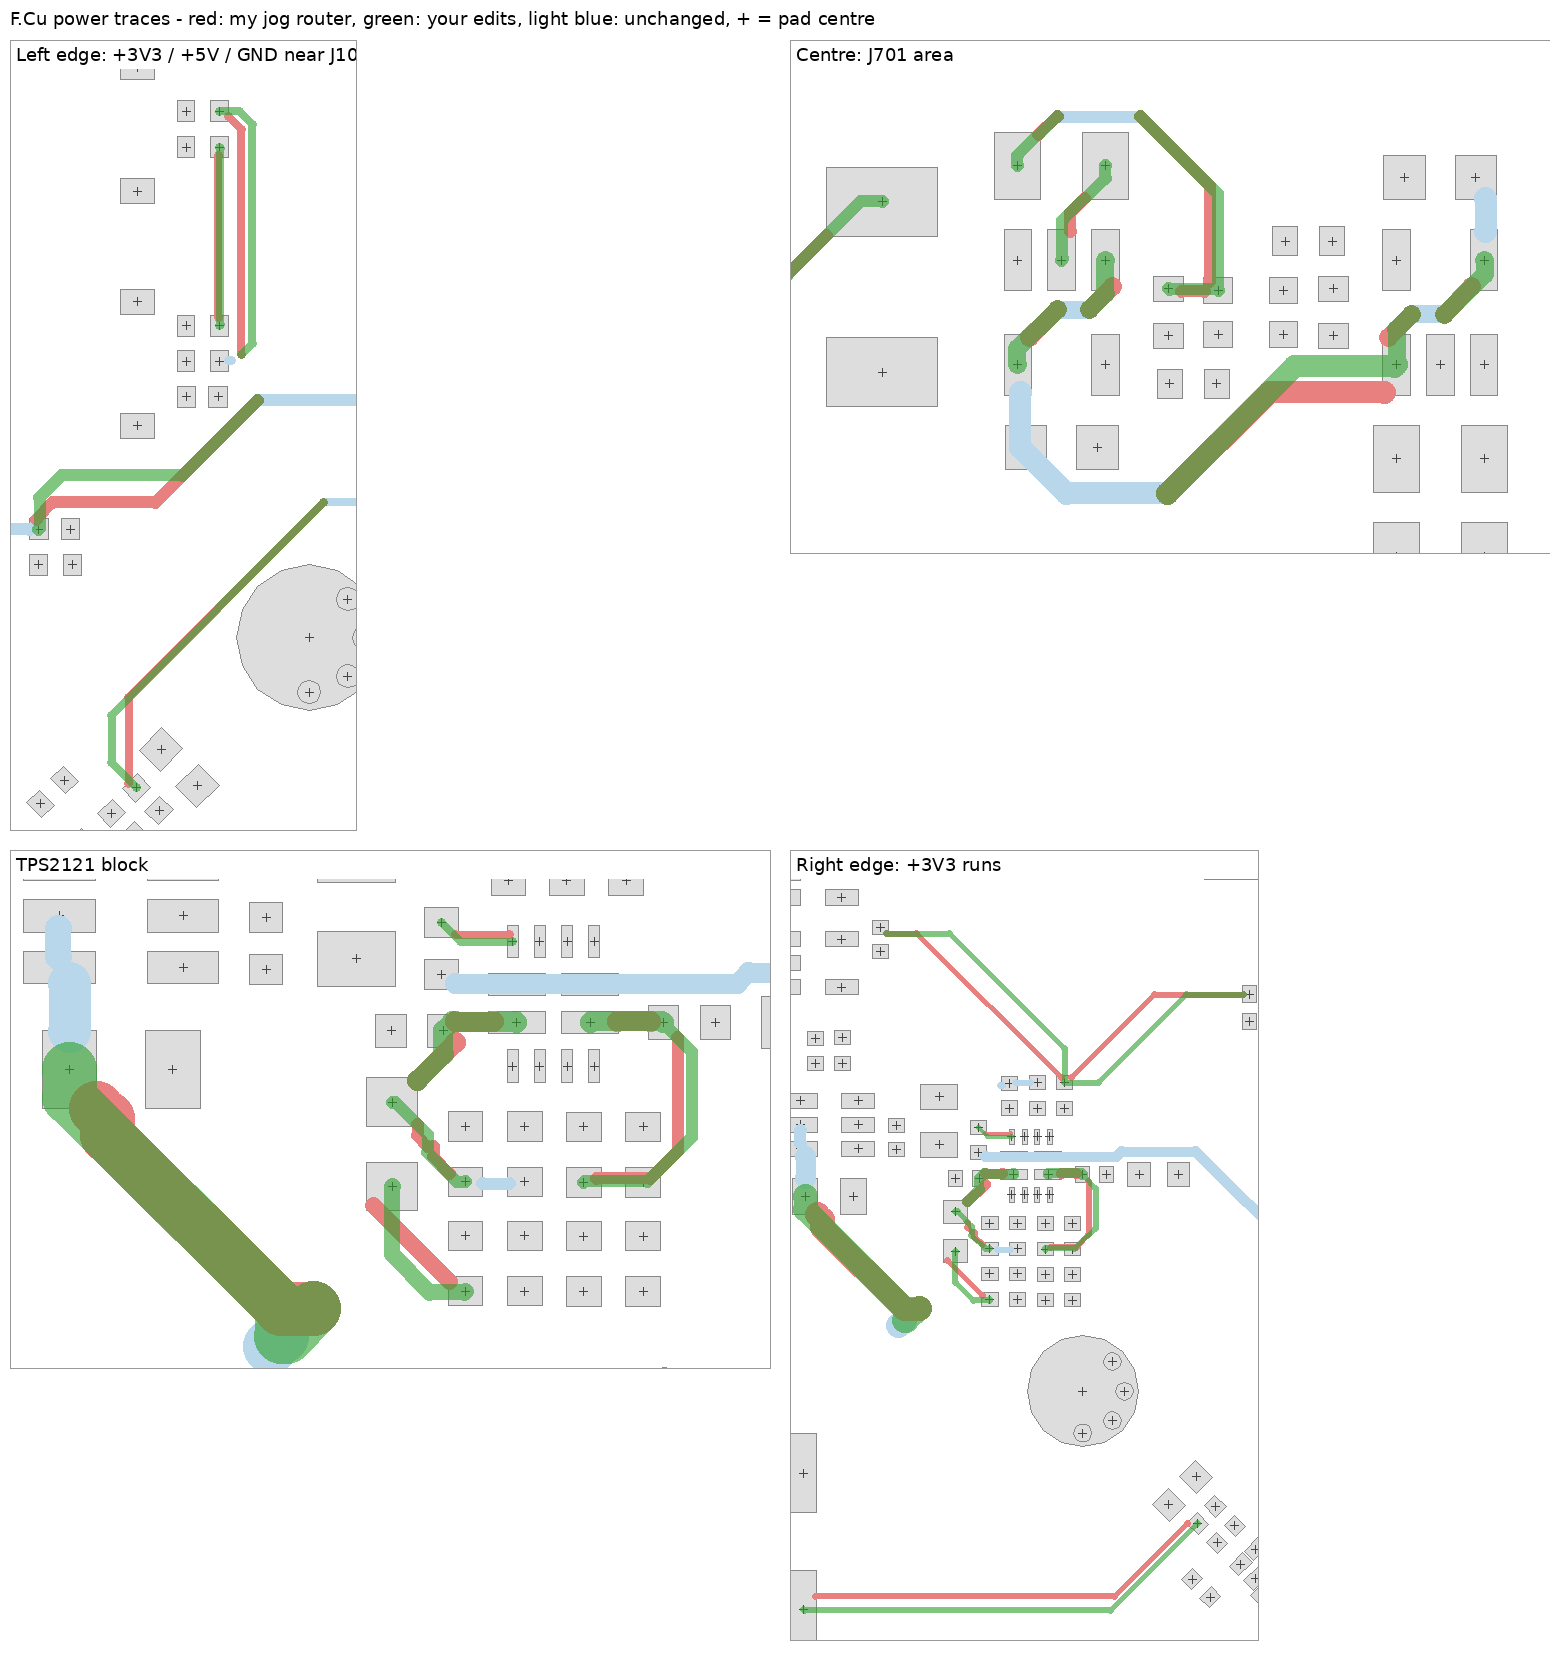 F.Cu power traces - red: my jog router, green: your edits, light blue: unchanged, + = pad centre
Left edge: +3V3 / +5V / GND near J10
Centre: J701 area
TPS2121 block
Right edge: +3V3 runs